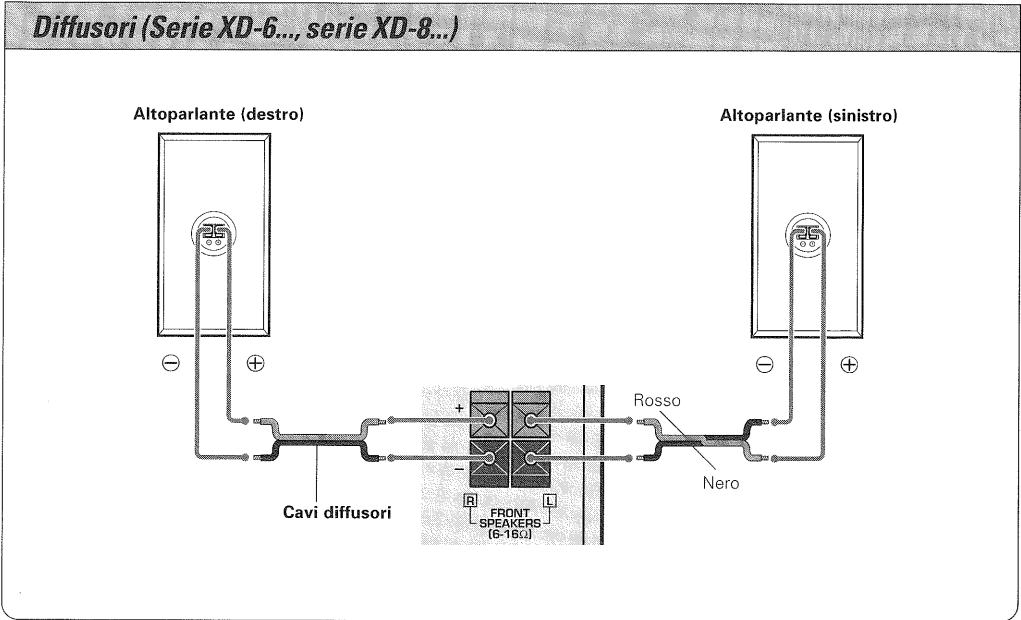 Diffusori (Serie XD-6..., serie XD-8...)
Altoparlante (destro)
Altoparlante (sinistro)
⊖ ⊕
⊖ ⊕
+
−
Rosso
Nero
Cavi diffusori
R L
FRONT
SPEAKERS
(6-16Ω)